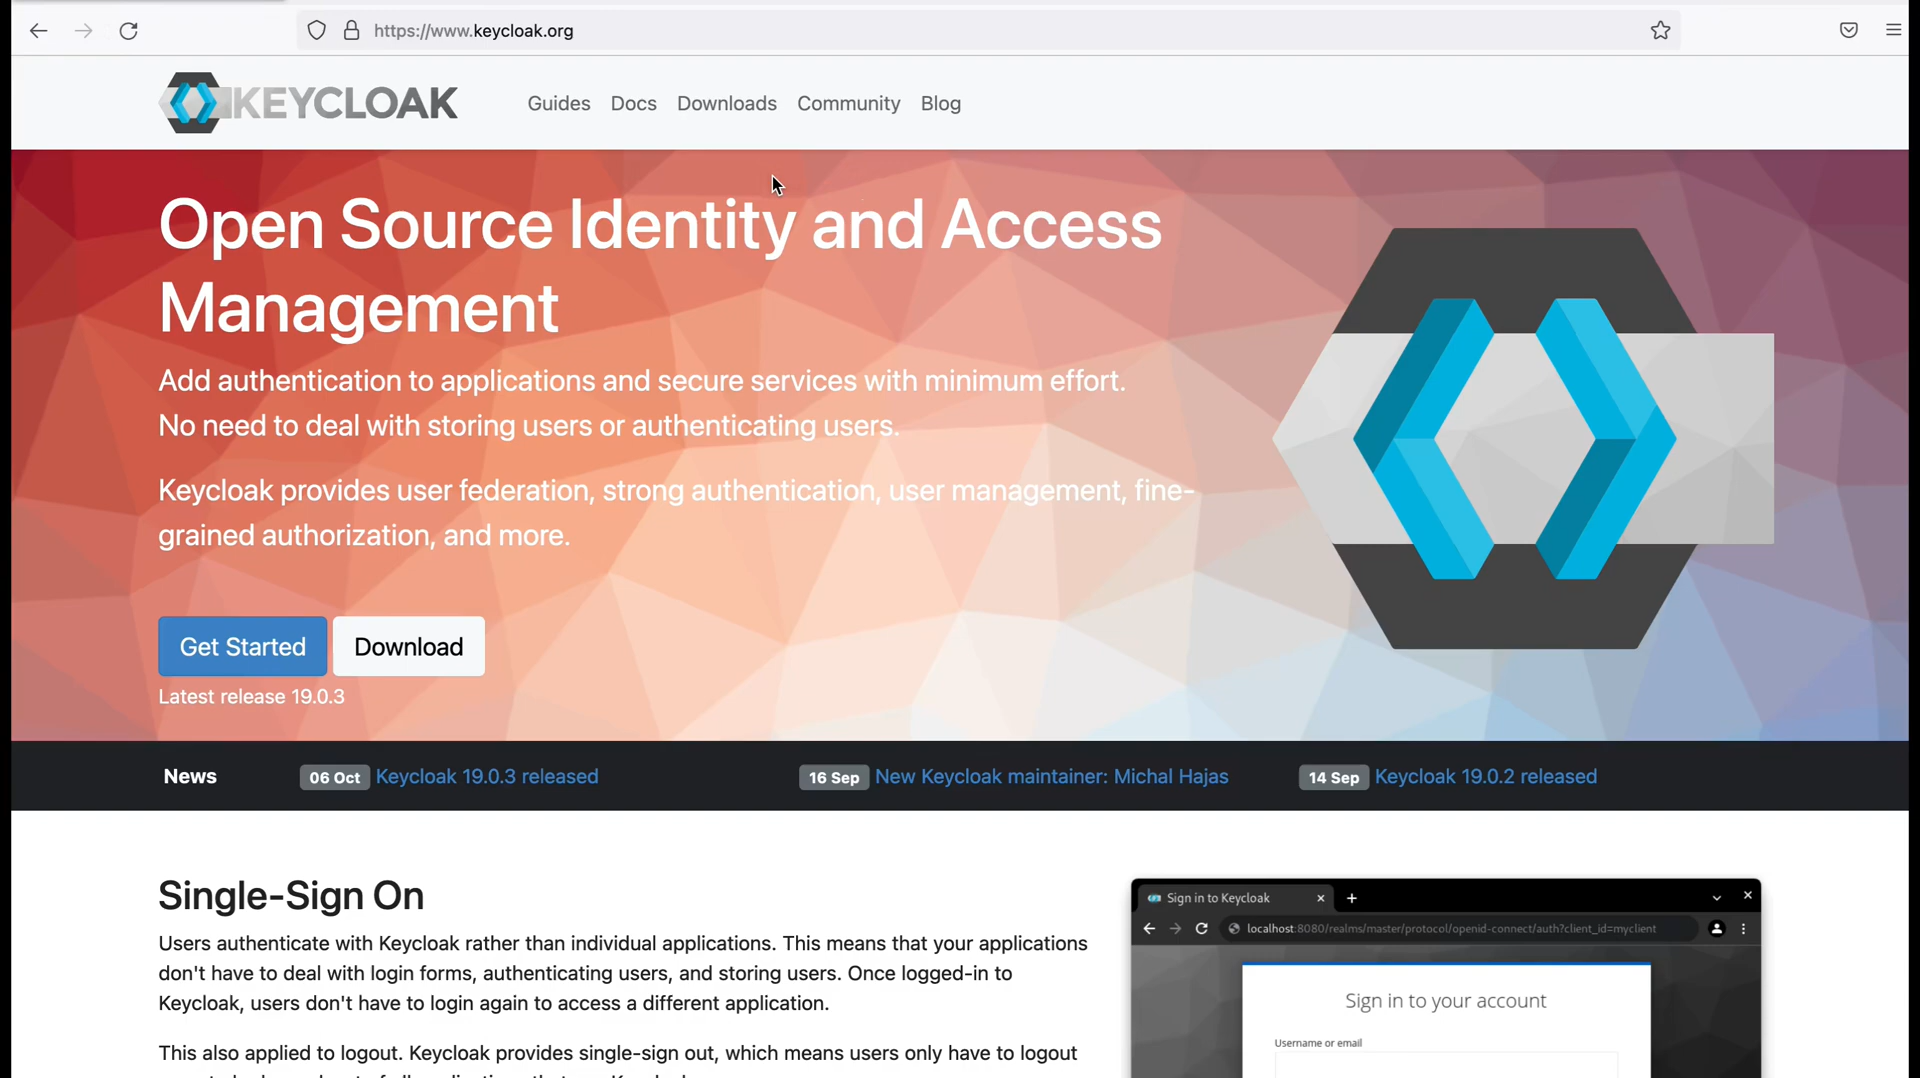 https://www.keycloak.org
KEYCLOAK
Guides Docs Downloads Community Blog
Open Source Identity and Access
Management
Add authentication to applications and secure services with minimum effort.
No need to deal with storing users or authenticating users.
Keycloak provides user federation, strong authentication, user management, fine-
grained authorization, and more.
Get Started Download
Latest release 19.0.3
News 06 Oct Keycloak 19.0.3 released 16 Sep New Keycloak maintainer: Michal Hajas 14 Sep Keycloak 19.0.2 released
Single-Sign On
Users authenticate with Keycloak rather than individual applications. This means that your applications
don't have to deal with login forms, authenticating users, and storing users. Once logged-in to
Keycloak, users don't have to login again to access a different application.
This also applied to logout. Keycloak provides single-sign out, which means users only have to logout
Sign in to Keycloak
localhost:8080/realms/master/protocol/openid-connect/auth?client_id=myclient
Sign in to your account
Username or email